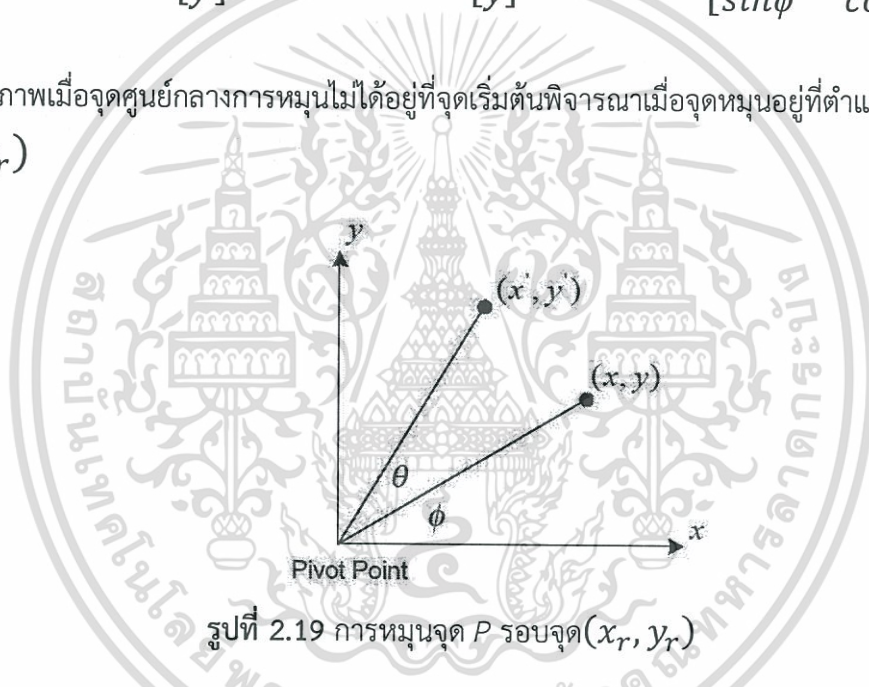 ภาพเมื่อจุดศูนย์กลางการหมุนไม่ได้อยู่ที่จุดเริ่มต้นพิจารณาเมื่อจุดหมุนอยู่ที่ตำแ
r)
y
(x', y')
(x, y)
θ
ϕ
x
Pivot Point
รูปที่ 2.19 การหมุนจุด P รอบจุด(xᵣ, yᵣ)